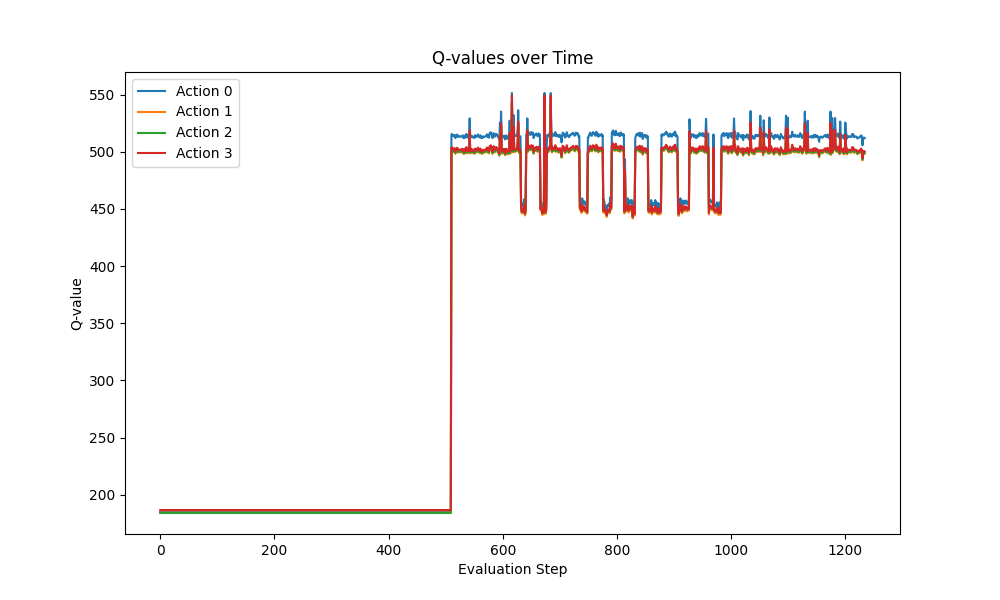 Q-values over Time
Action 0
Action 1
Action 2
Action 3
550
500
450
400
350
300
250
200
Q-value
0 200 400 600 800 1000 1200
Evaluation Step